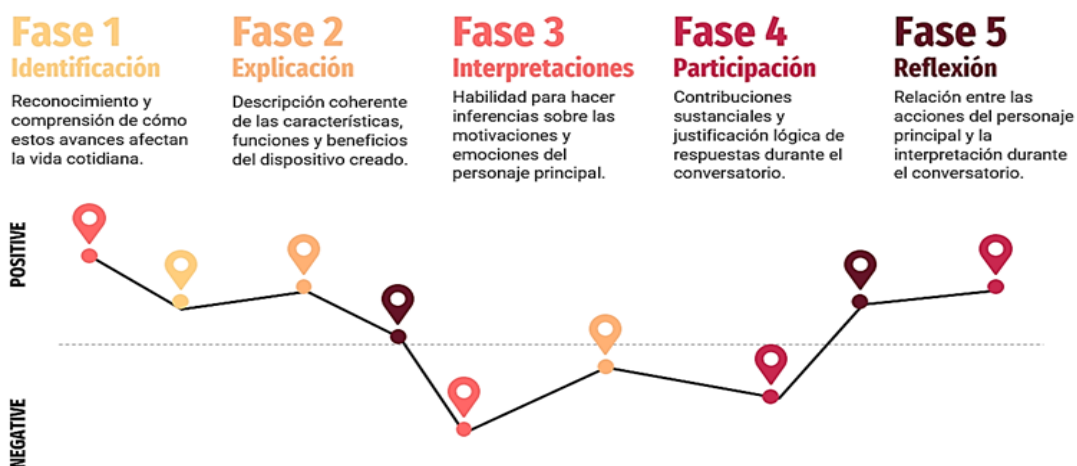 Fase 1
Identificación
Reconocimiento y
comprensión de cómo
estos avances afectan
la vida cotidiana.
Fase 2
Explicación
Descripción coherente
de las características,
funciones y beneficios
del dispositivo creado.
Fase 3
Interpretaciones
Habilidad para hacer
inferencias sobre las
motivaciones y
emociones del
personaje principal.
Fase 4
Participación
Contribuciones
sustanciales y
justificación lógica de
respuestas durante el
conversatorio.
Fase 5
Reflexión
Relación entre las
acciones del personaje
principal y la
interpretación durante
el conversatorio.
POSITIVE
NEGATIVE